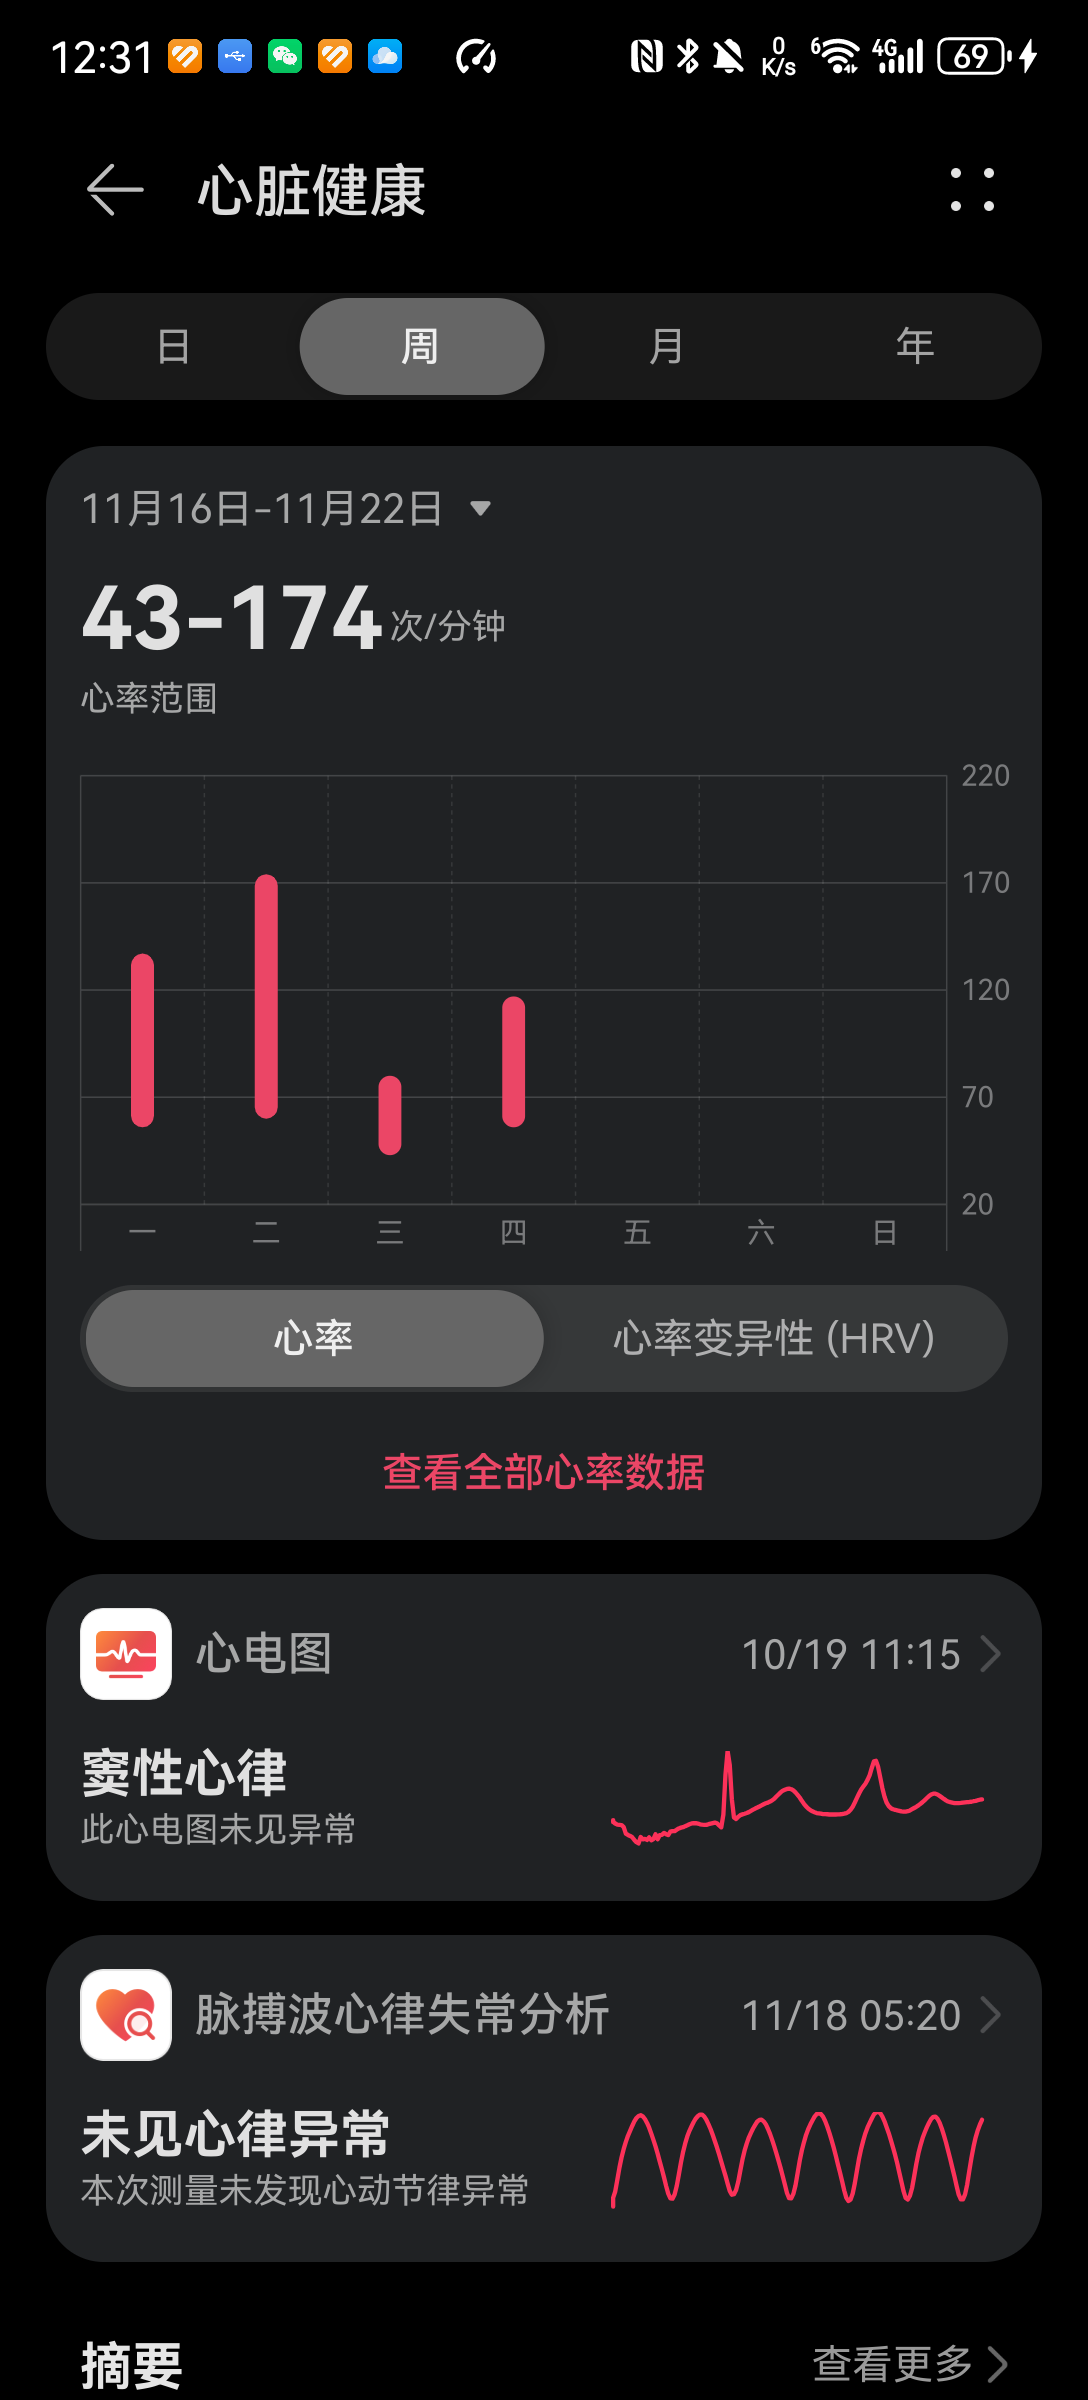 12:31 0 K/s 6 4G 69
心脏健康
日 周 月 年
11月16日-11月22日
43-174次/分钟
心率范围
220
170
120
70
20
一 二 三 四 五 六 日
心率 心率变异性 (HRV)
查看全部心率数据
心电图 10/19 11:15
窦性心律
此心电图未见异常
脉搏波心律失常分析 11/18 05:20
未见心律异常
本次测量未发现心动节律异常
摘要 查看更多